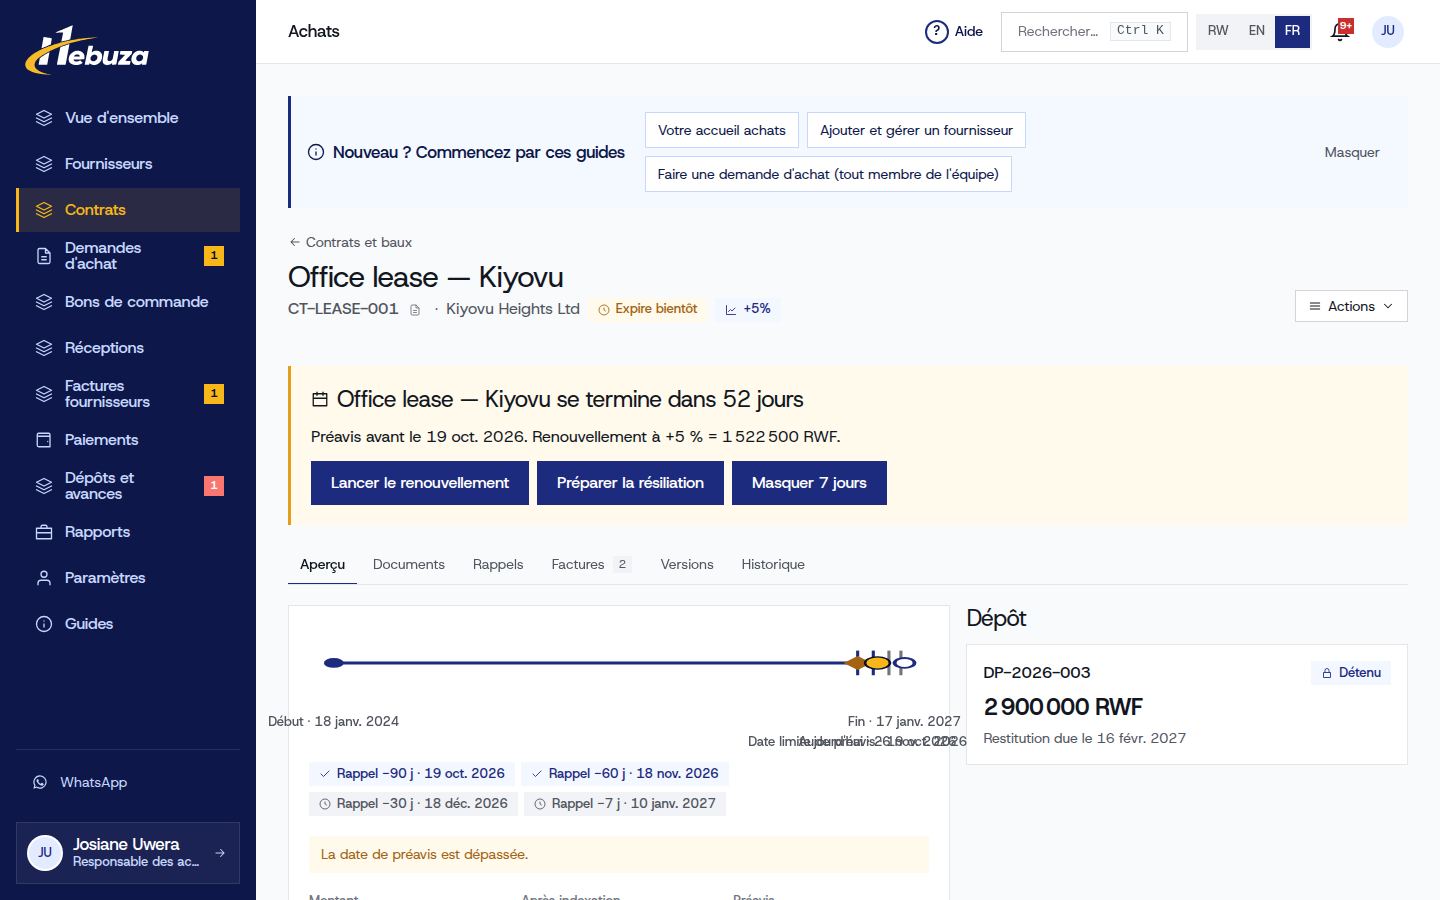 Hebuza
Achats
? Aide
Rechercher… Ctrl K
RW EN FR
9+
JU
Vue d'ensemble
Fournisseurs
Contrats
Demandes d'achat 1
Bons de commande
Réceptions
Factures fournisseurs 1
Paiements
Dépôts et avances 1
Rapports
Paramètres
Guides
WhatsApp
JU Josiane Uwera
Responsable des ac…
Nouveau ? Commencez par ces guides
Votre accueil achats
Ajouter et gérer un fournisseur
Faire une demande d'achat (tout membre de l'équipe)
Masquer
← Contrats et baux
Office lease — Kiyovu
CT-LEASE-001 · Kiyovu Heights Ltd Expire bientôt +5%
Actions
Office lease — Kiyovu se termine dans 52 jours
Préavis avant le 19 oct. 2026. Renouvellement à +5 % = 1 522 500 RWF.
Lancer le renouvellement
Préparer la résiliation
Masquer 7 jours
Aperçu Documents Rappels Factures 2 Versions Historique
Début · 18 janv. 2024
Fin · 17 janv. 2027
Rappel -90 j · 19 oct. 2026
Rappel -60 j · 18 nov. 2026
Rappel -30 j · 18 déc. 2026
Rappel -7 j · 10 janv. 2027
La date de préavis est dépassée.
Montant Après indexation Préavis
Dépôt
DP-2026-003 Détenu
2 900 000 RWF
Restitution due le 16 févr. 2027